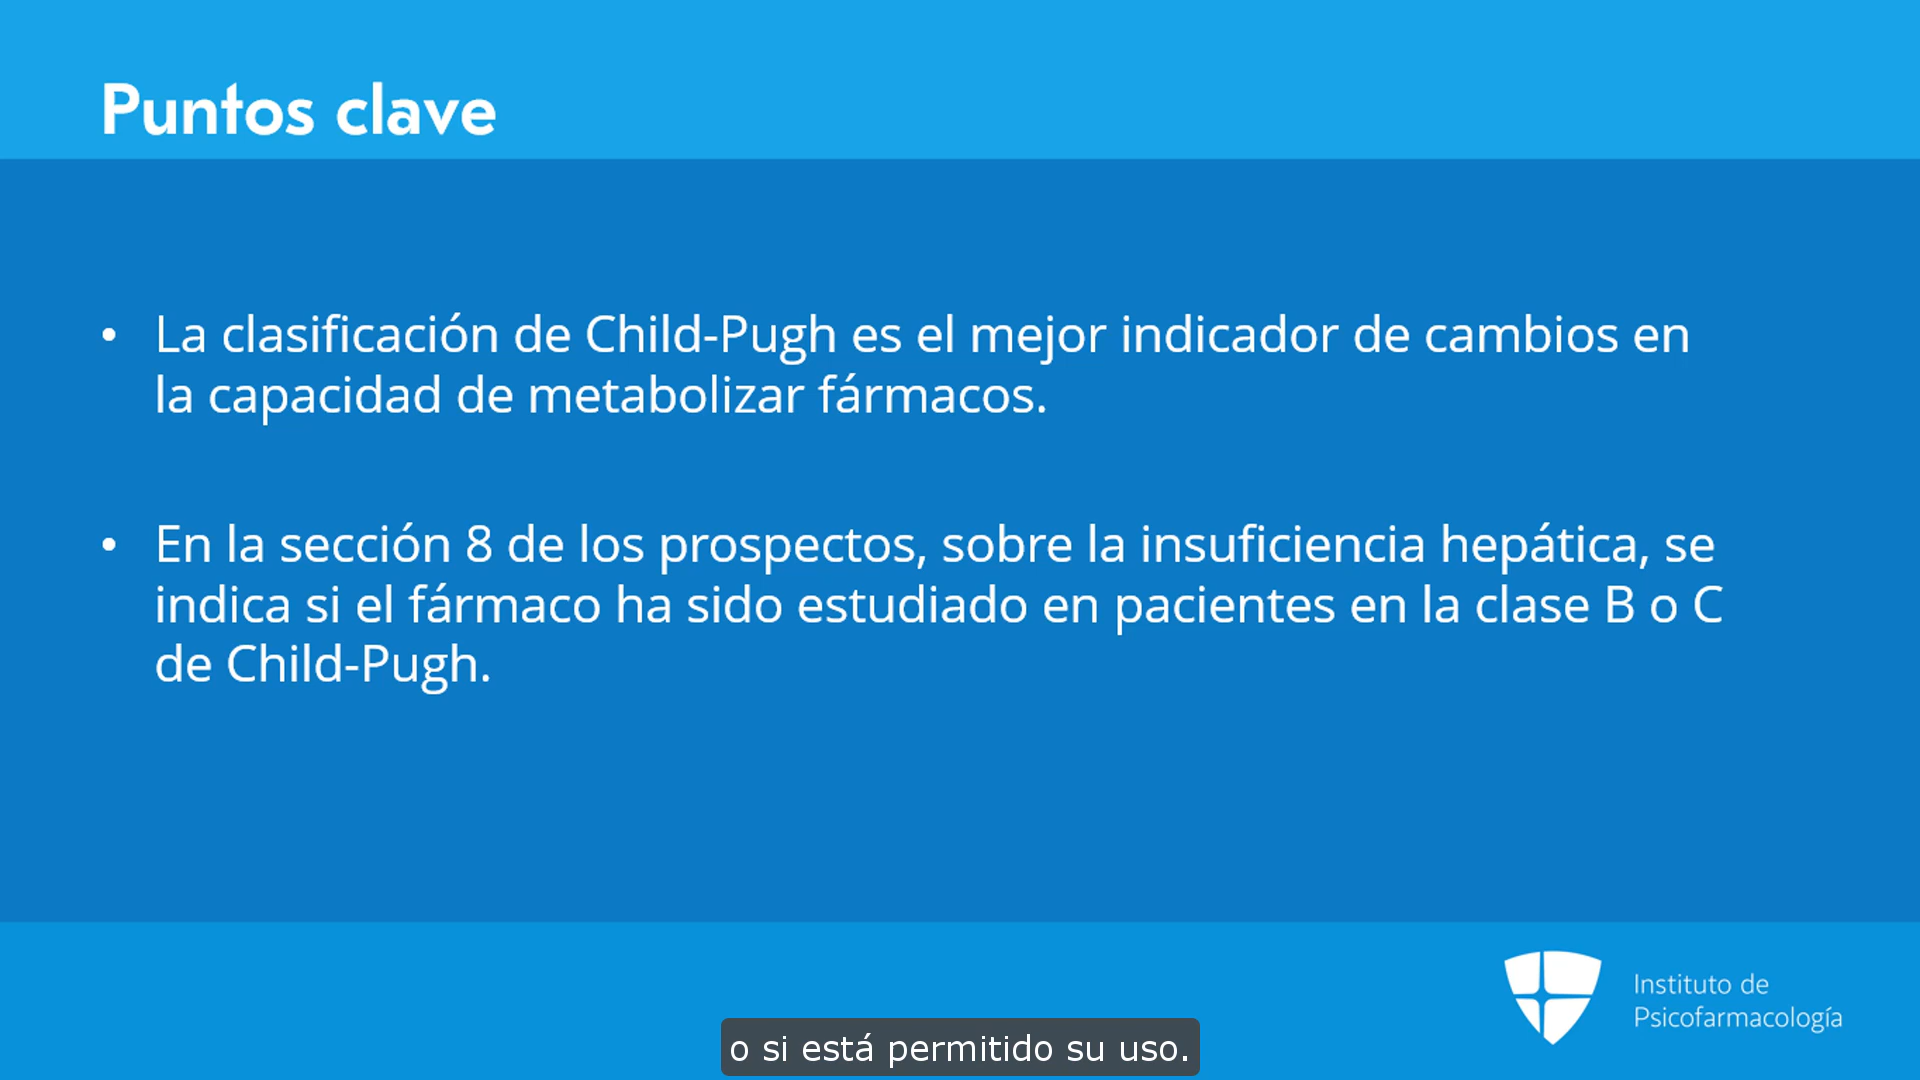 Puntos clave
• La clasificación de Child-Pugh es el mejor indicador de cambios en
la capacidad de metabolizar fármacos.
• En la sección 8 de los prospectos, sobre la insuficiencia hepática, se
indica si el fármaco ha sido estudiado en pacientes en la clase B o C
de Child-Pugh.
Instituto de
Psicofarmacología
o si está permitido su uso.